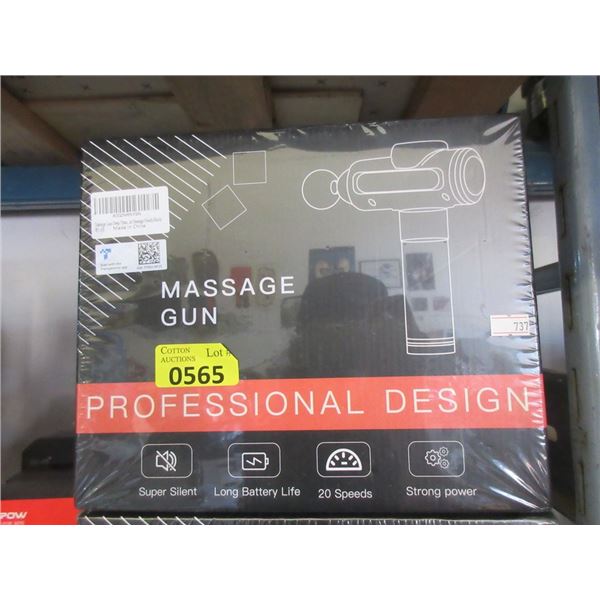 Made in China
MASSAGE
GUN
COTTON
AUCTIONS
Lot #
0565
737
PROFESSIONAL DESIGN
Super Silent
Long Battery Life
20 Speeds
Strong power
POW